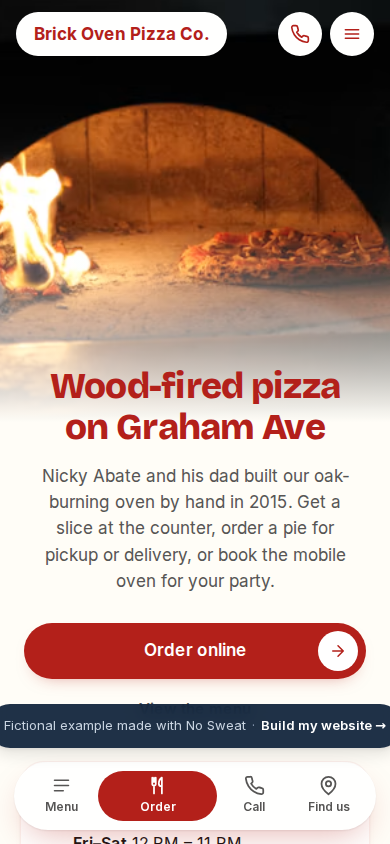 Brick Oven Pizza Co.
Wood-fired pizza
on Graham Ave
Nicky Abate and his dad built our oak-
burning oven by hand in 2015. Get a
slice at the counter, order a pie for
pickup or delivery, or book the mobile
oven for your party.
Order online
Fictional example made with No Sweat · Build my website →
Menu
Order
Call
Find us
Fri–Sat 12 PM – 11 PM